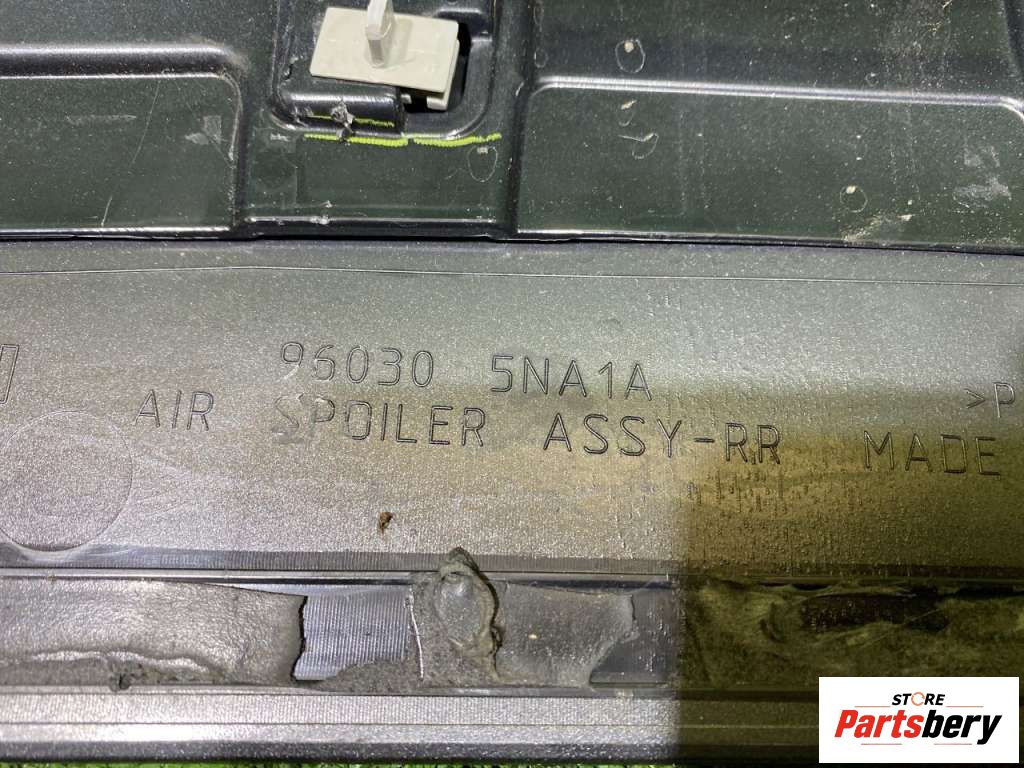 96030 5NA1A
>P
AIR SPOILER ASSY-RR MADE
STORE
Partsbery